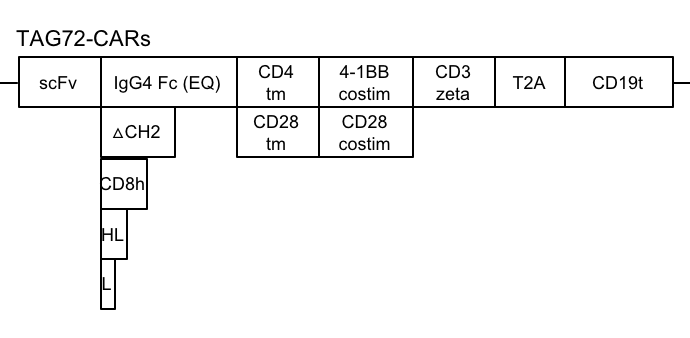 TAG72-CARs
scFv
IgG4 Fc (EQ)
CD4
tm
4-1BB
costim
CD3
zeta
T2A
CD19t
△CH2
CD28
tm
CD28
costim
CD8h
HL
L